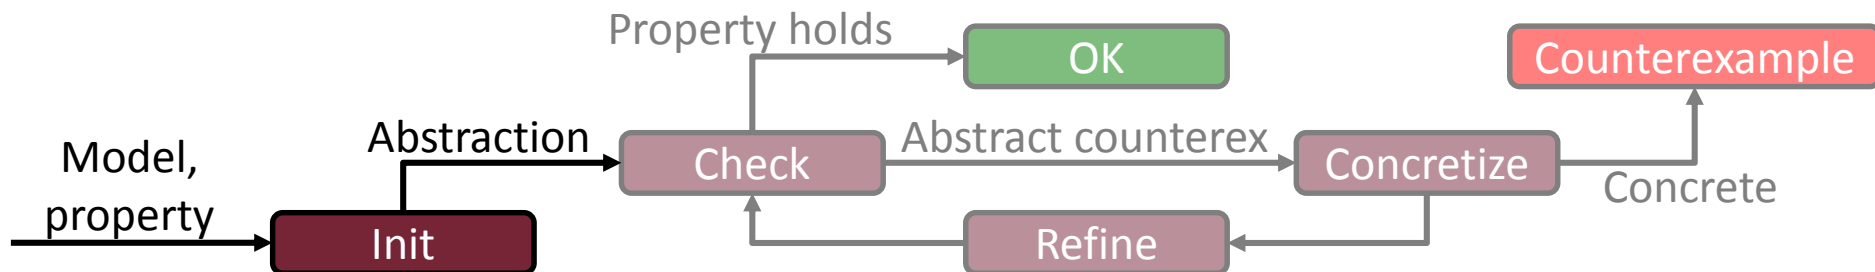 Property holds
OK
Counterexample
Model,
property
Abstraction
Check
Abstract counterex
Concretize
Concrete
Init
Refine